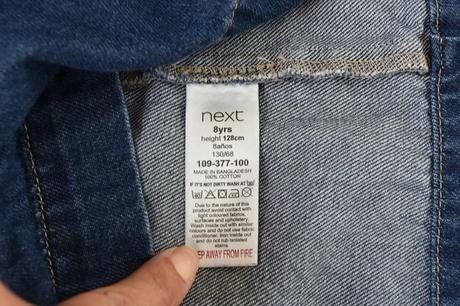 next
8yrs
height 128cm
8años
130/68
109-377-100
MADE IN BANGLADESH
100% COTTON
IF IT'S NOT DIRTY WASH AT
Due to the nature of this
product avoid contact with
light coloured fabrics,
surfaces and upholstery.
Wash inside out with similar
colours and do not use fabric
conditioner. Iron inside out
and do not rub isolated
stains
EP AWAY FROM FIRE